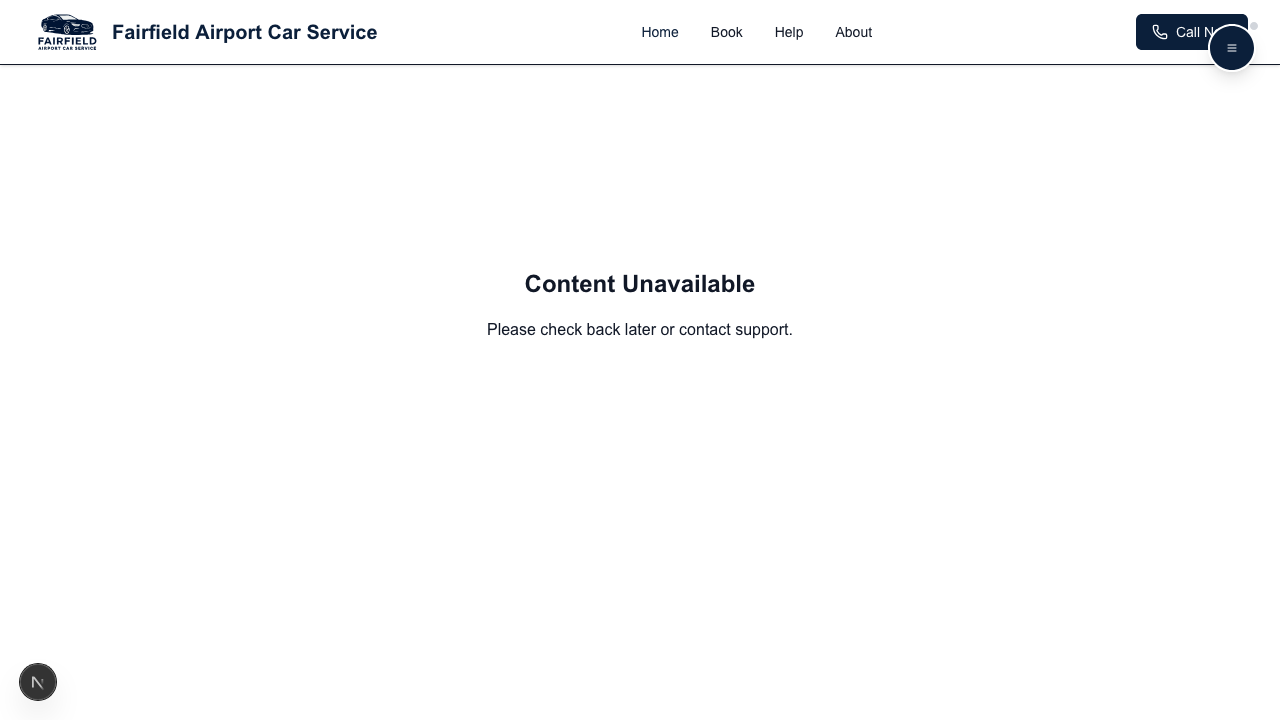 FAIRFIELD
AIRPORT CAR SERVICE
Fairfield Airport Car Service
Home
Book
Help
About
Call
Content Unavailable
Please check back later or contact support.
N